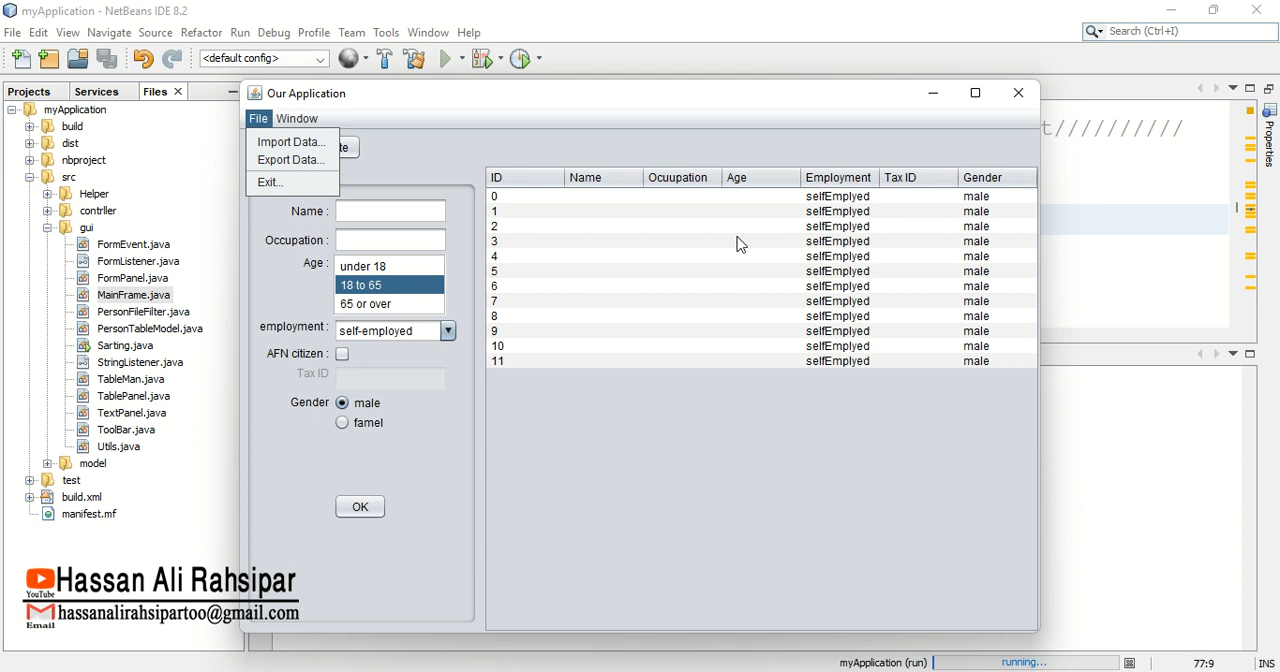 myApplication - NetBeans IDE 8.2
File Edit View Navigate Source Refactor Run Debug Profile Team Tools Window Help
Search (Ctrl+I)
<default config>
Projects Services Files
Our Application
File Window
Import Data...
Export Data...
Exit...
te
t//////////
Properties
myApplication
build
dist
nbproject
src
Helper
contrller
gui
FormEvent.java
FormListener.java
FormPanel.java
MainFrame.java
PersonFileFilter.java
PersonTableModel.java
Sarting.java
StringListener.java
TableMan.java
TablePanel.java
TextPanel.java
ToolBar.java
Utils.java
model
test
build.xml
manifest.mf
Name :
Occupation :
Age :
under 18
18 to 65
65 or over
employment :
self-employed
AFN citizen :
Tax ID
Gender
male
famel
OK
ID Name Ocuupation Age Employment Tax ID Gender
0 selfEmplyed male
1 selfEmplyed male
2 selfEmplyed male
3 selfEmplyed male
4 selfEmplyed male
5 selfEmplyed male
6 selfEmplyed male
7 selfEmplyed male
8 selfEmplyed male
9 selfEmplyed male
10 selfEmplyed male
11 selfEmplyed male
YouTube
Hassan Ali Rahsipar
Email
hassanalirahsipartoo@gmail.com
myApplication (run) running... 77:9 INS